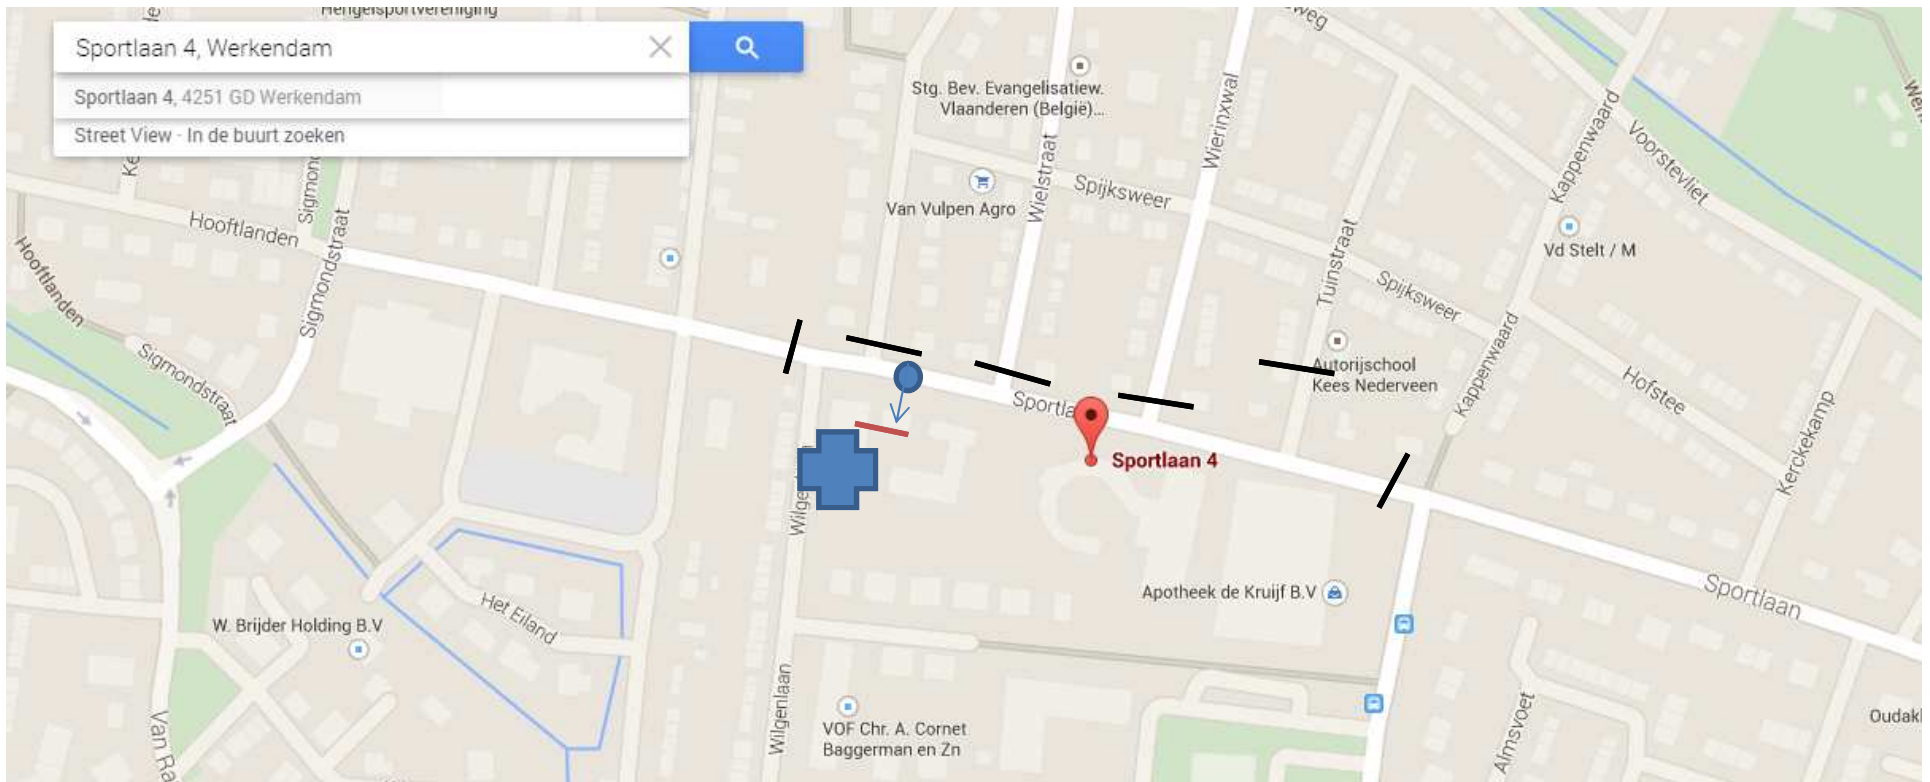 Hengelsportvereniging
Sportlaan 4, Werkendam
Sportlaan 4, 4251 GD Werkendam
Street View · In de buurt zoeken
Stg. Bev. Evangelisatiew.
Vlaanderen (België)...
Wierinxwal
Kappenwaard
Voorstevliet
Wielstraat
Spijksweer
Van Vulpen Agro
Hooftlanden
Sigmondstraat
Hooftlanden
Vd Stelt / M
Tuinstraat
Spijksweer
Sigmondstraat
Autorijschool
Kees Nederveen
Kappenwaard
Hofstee
Kerckekamp
Sportlaan 4
Apotheek de Kruijf B.V
Sportlaan
Het Eiland
W. Brijder Holding B.V
Wilgenlaan
VOF Chr. A. Cornet
Baggerman en Zn
Almsvoet